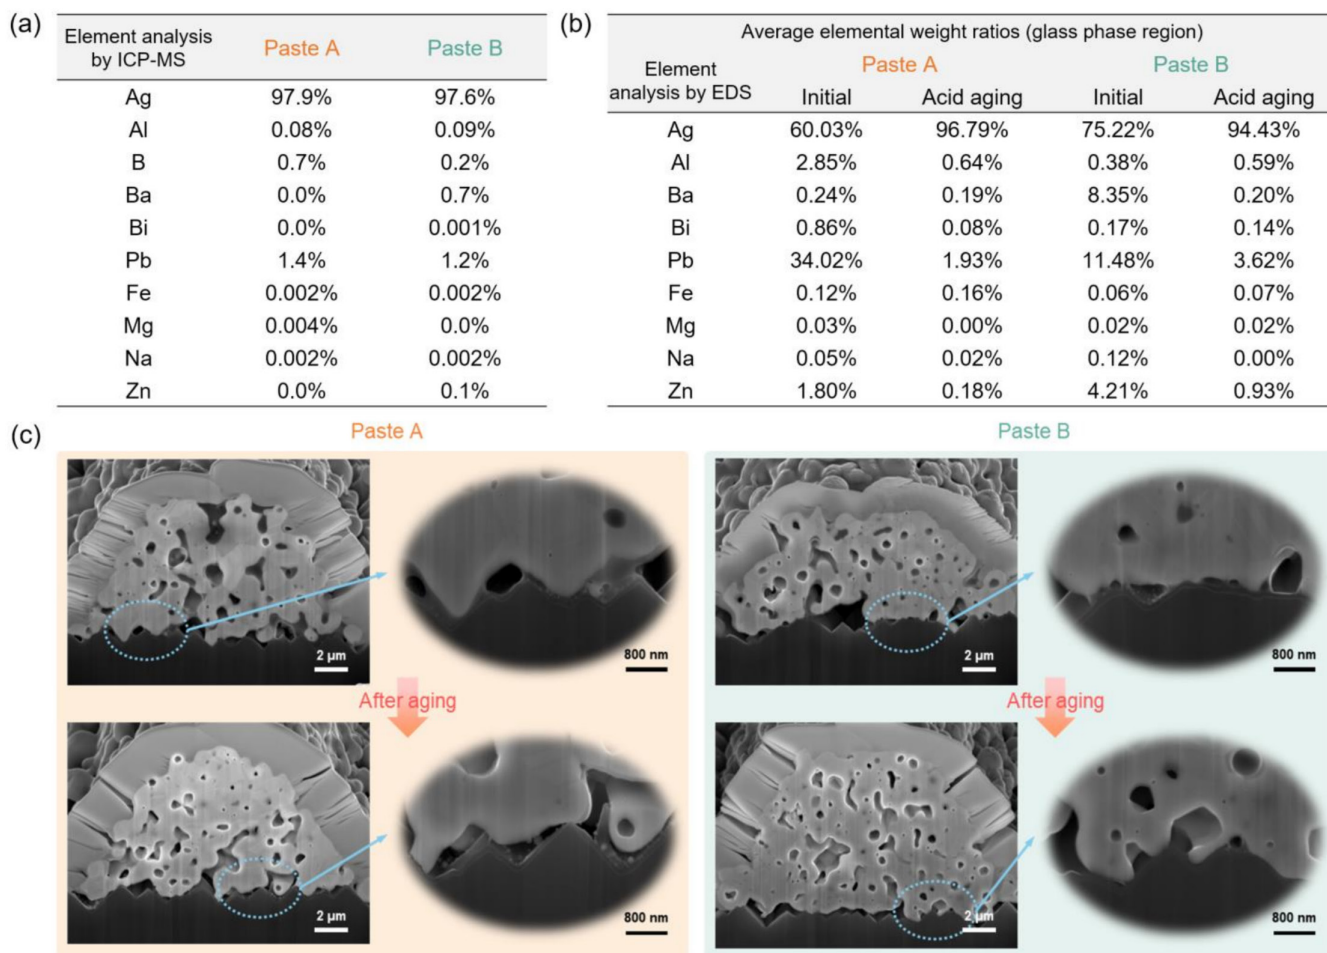 (a)
Element analysis by ICP-MS Paste A Paste B
Ag 97.9% 97.6%
Al 0.08% 0.09%
B 0.7% 0.2%
Ba 0.0% 0.7%
Bi 0.0% 0.001%
Pb 1.4% 1.2%
Fe 0.002% 0.002%
Mg 0.004% 0.0%
Na 0.002% 0.002%
Zn 0.0% 0.1%
(b)
Average elemental weight ratios (glass phase region)
Element analysis by EDS Paste A Paste B
Initial Acid aging Initial Acid aging
Ag 60.03% 96.79% 75.22% 94.43%
Al 2.85% 0.64% 0.38% 0.59%
Ba 0.24% 0.19% 8.35% 0.20%
Bi 0.86% 0.08% 0.17% 0.14%
Pb 34.02% 1.93% 11.48% 3.62%
Fe 0.12% 0.16% 0.06% 0.07%
Mg 0.03% 0.00% 0.02% 0.02%
Na 0.05% 0.02% 0.12% 0.00%
Zn 1.80% 0.18% 4.21% 0.93%
(c)
Paste A
2 µm
800 nm
After aging
2 µm
800 nm
Paste B
2 µm
800 nm
After aging
2 µm
800 nm